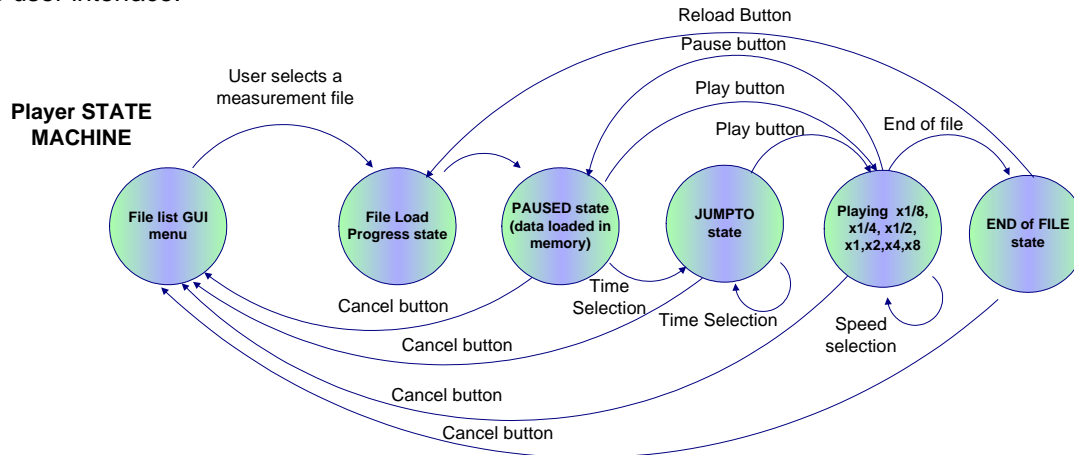 user interface.
Reload Button
Pause button
User selects a
measurement file
Play button
Player STATE
MACHINE
Play button
End of file
File list GUI
menu
File Load
Progress state
PAUSED state
(data loaded in
memory)
JUMPTO
state
Playing x1/8,
x1/4, x1/2,
x1,x2,x4,x8
END of FILE
state
Time
Selection
Cancel button
Time Selection
Speed
selection
Cancel button
Cancel button
Cancel button